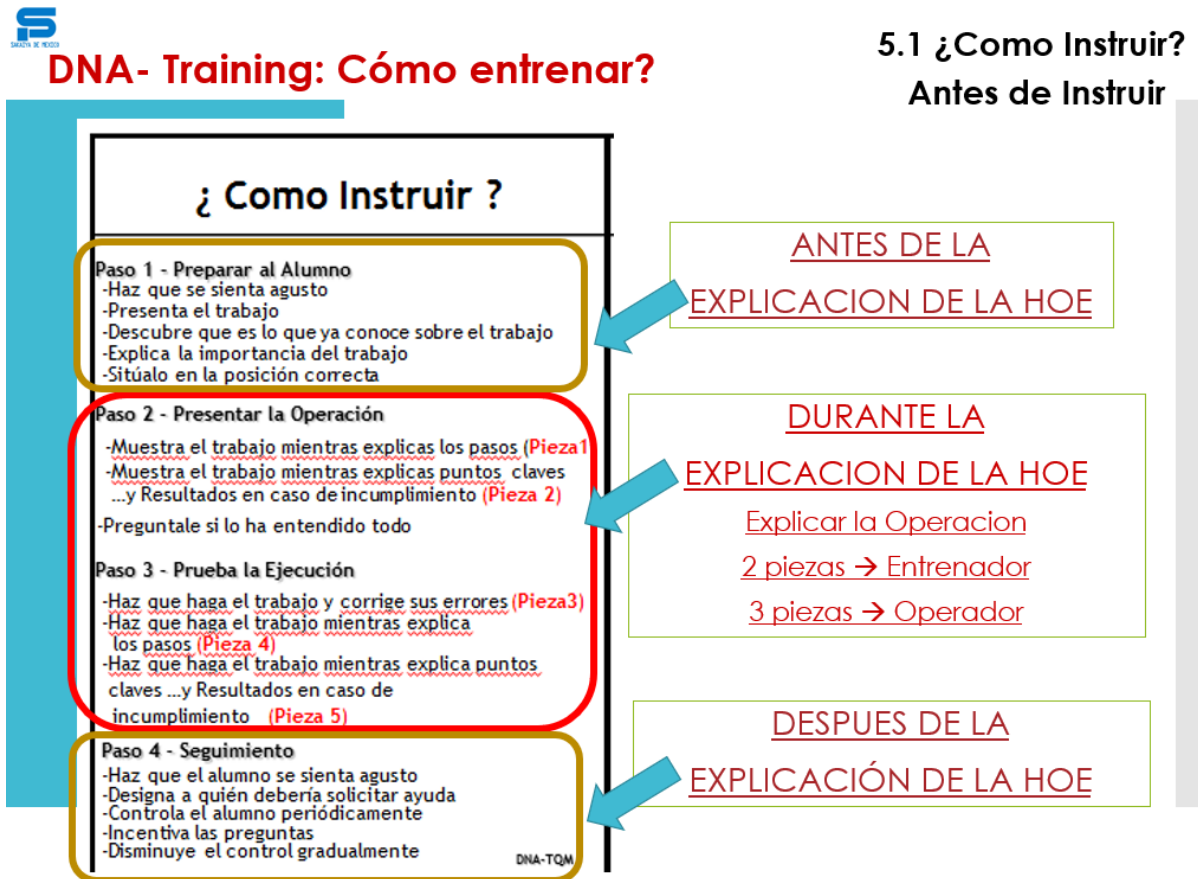 SARAIVA DE MEXICO
DNA- Training: Cómo entrenar?
5.1 ¿Como Instruir?
Antes de Instruir
¿ Como Instruir ?
Paso 1 - Preparar al Alumno
-Haz que se sienta agusto
-Presenta el trabajo
-Descubre que es lo que ya conoce sobre el trabajo
-Explica la importancia del trabajo
-Sitúalo en la posición correcta
Paso 2 - Presentar la Operación
-Muestra el trabajo mientras explicas los pasos (Pieza1
-Muestra el trabajo mientras explicas puntos claves
...y Resultados en caso de incumplimiento (Pieza 2)
-Preguntale si lo ha entendido todo
Paso 3 - Prueba la Ejecución
-Haz que haga el trabajo y corrige sus errores (Pieza3)
-Haz que haga el trabajo mientras explica
los pasos (Pieza 4)
-Haz que haga el trabajo mientras explica puntos
claves ...y Resultados en caso de
incumplimiento (Pieza 5)
Paso 4 - Seguimiento
-Haz que el alumno se sienta agusto
-Designa a quién debería solicitar ayuda
-Controla el alumno periódicamente
-Incentiva las preguntas
-Disminuye el control gradualmente
DNA-TQM
ANTES DE LA
EXPLICACION DE LA HOE
DURANTE LA
EXPLICACION DE LA HOE
Explicar la Operacion
2 piezas → Entrenador
3 piezas → Operador
DESPUES DE LA
EXPLICACIÓN DE LA HOE